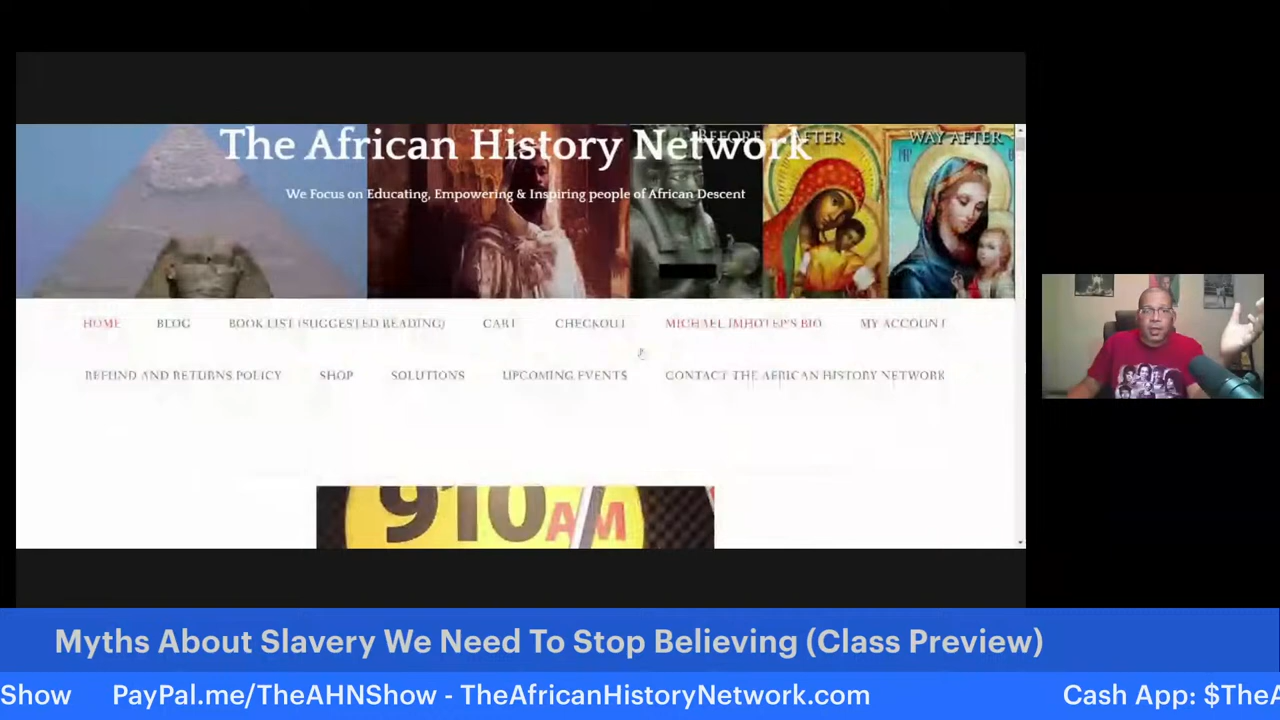 The African History Network
BEFORE AFTER WAY AFTER
We Focus on Educating, Empowering & Inspiring people of African Descent
HOME BLOG BOOK LIST (SUGGESTED READING) CART CHECKOUT MICHAEL IMHOTEP'S BIO MY ACCOUNT
REFUND AND RETURNS POLICY SHOP SOLUTIONS UPCOMING EVENTS CONTACT THE AFRICAN HISTORY NETWORK
910AM
Myths About Slavery We Need To Stop Believing (Class Preview)
Show PayPal.me/TheAHNShow - TheAfricanHistoryNetwork.com Cash App: $TheA